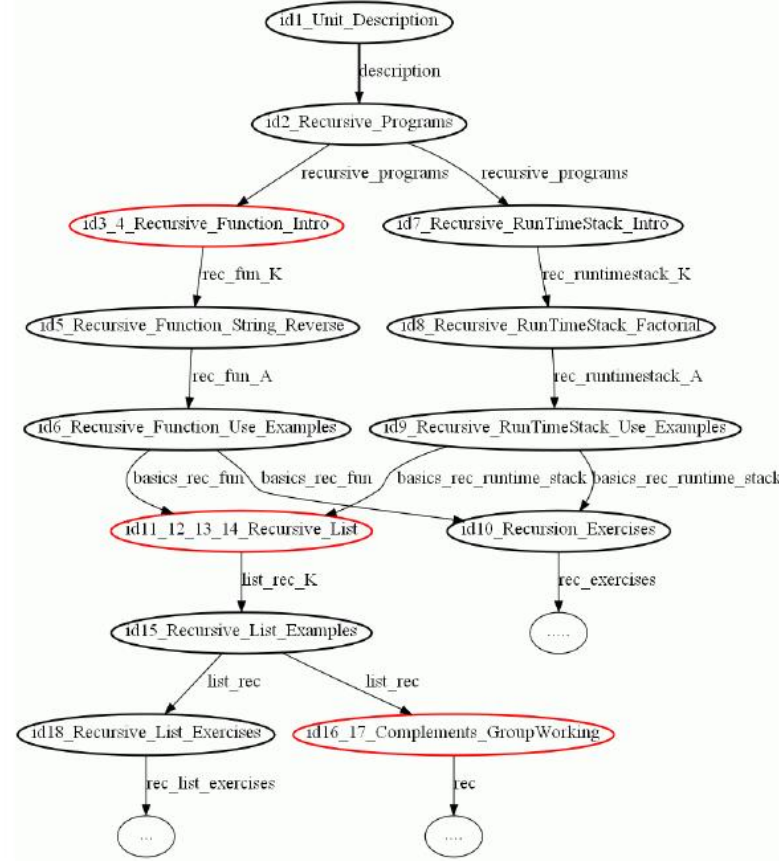 id1_Unit_Description
description
id2_Recursive_Programs
recursive_programs
recursive_programs
id3_4_Recursive_Function_Intro
id7_Recursive_RunTimeStack_Intro
rec_fun_K
rec_runtimestack_K
id5_Recursive_Function_String_Reverse
id8_Recursive_RunTimeStack_Factorial
rec_fun_A
rec_runtimestack_A
id6_Recursive_Function_Use_Examples
id9_Recursive_RunTimeStack_Use_Examples
basics_rec_fun
basics_rec_fun
basics_rec_runtime_stack
basics_rec_runtime_stack
id11_12_13_14_Recursive_List
id10_Recursion_Exercises
list_rec_K
rec_exercises
id15_Recursive_List_Examples
.....
list_rec
list_rec
id18_Recursive_List_Exercises
id16_17_Complements_GroupWorking
rec_list_exercises
rec
...
....